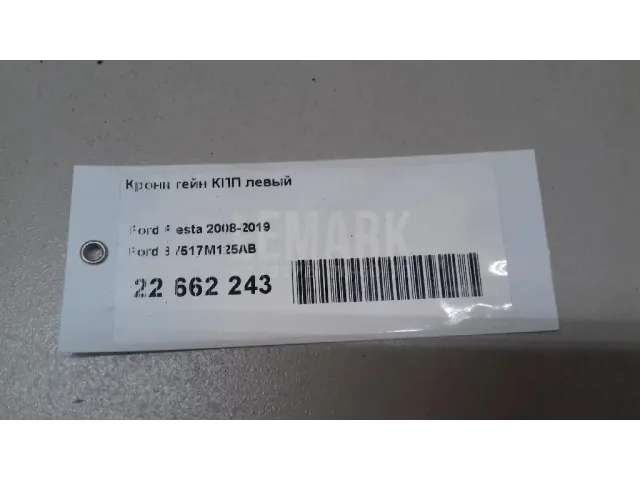 Кронштейн КПП левый
Ford Fiesta 2008-2019
Ford 8V517M125AB
22 662 243